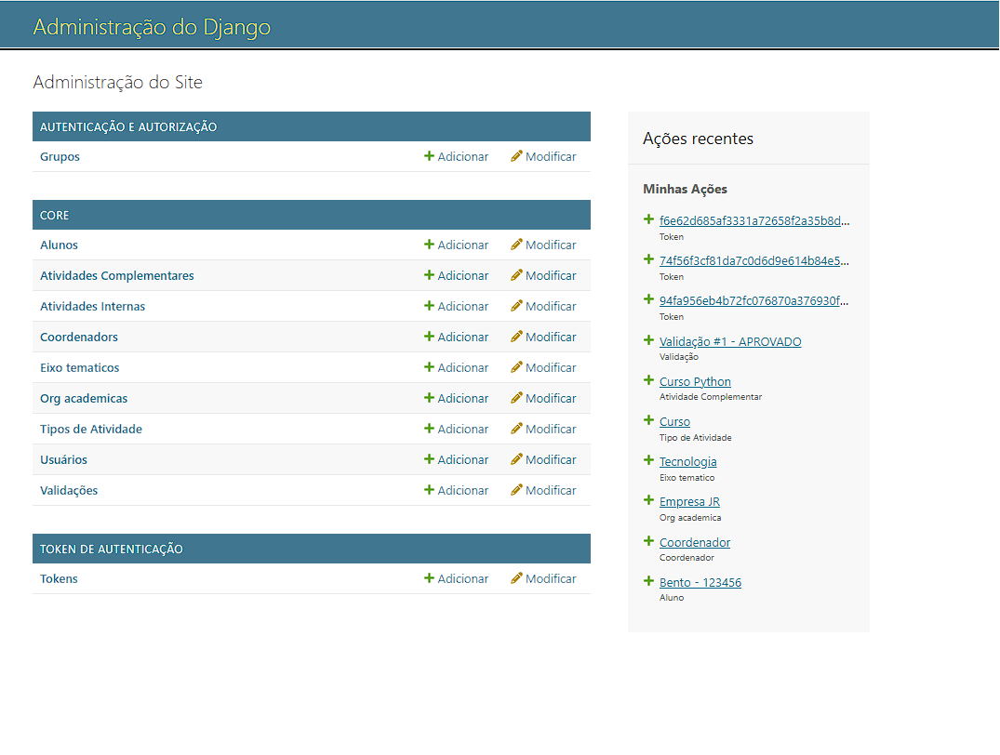 Administração do Django
Administração do Site
AUTENTICAÇÃO E AUTORIZAÇÃO
Grupos Adicionar Modificar
CORE
Alunos Adicionar Modificar
Atividades Complementares Adicionar Modificar
Atividades Internas Adicionar Modificar
Coordenadors Adicionar Modificar
Eixo tematicos Adicionar Modificar
Org academicas Adicionar Modificar
Tipos de Atividade Adicionar Modificar
Usuários Adicionar Modificar
Validações Adicionar Modificar
TOKEN DE AUTENTICAÇÃO
Tokens Adicionar Modificar
Ações recentes
Minhas Ações
f6e62d685af3331a72658f2a35b8d...
Token
74f56f3cf81da7c0d6d9e614b84e5...
Token
94fa956eb4b72fc076870a376930f...
Token
Validação #1 - APROVADO
Validação
Curso Python
Atividade Complementar
Curso
Tipo de Atividade
Tecnologia
Eixo tematico
Empresa JR
Org academica
Coordenador
Coordenador
Bento - 123456
Aluno